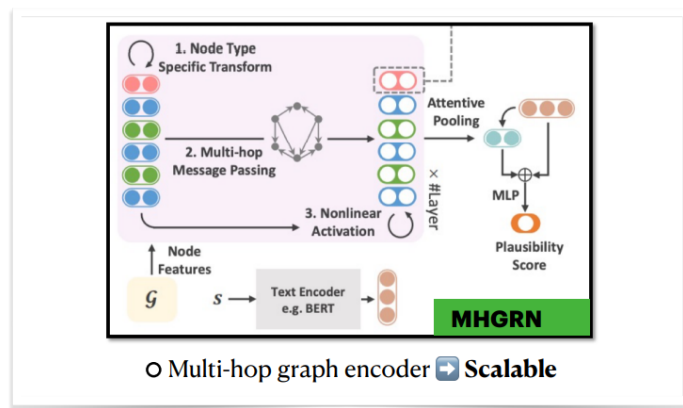 1. Node Type
Specific Transform
2. Multi-hop
Message Passing
3. Nonlinear
Activation
× #Layer
Attentive
Pooling
MLP
Plausibility
Score
Node
Features
G
S
Text Encoder
e.g. BERT
MHGRN
Multi-hop graph encoder ➡ Scalable